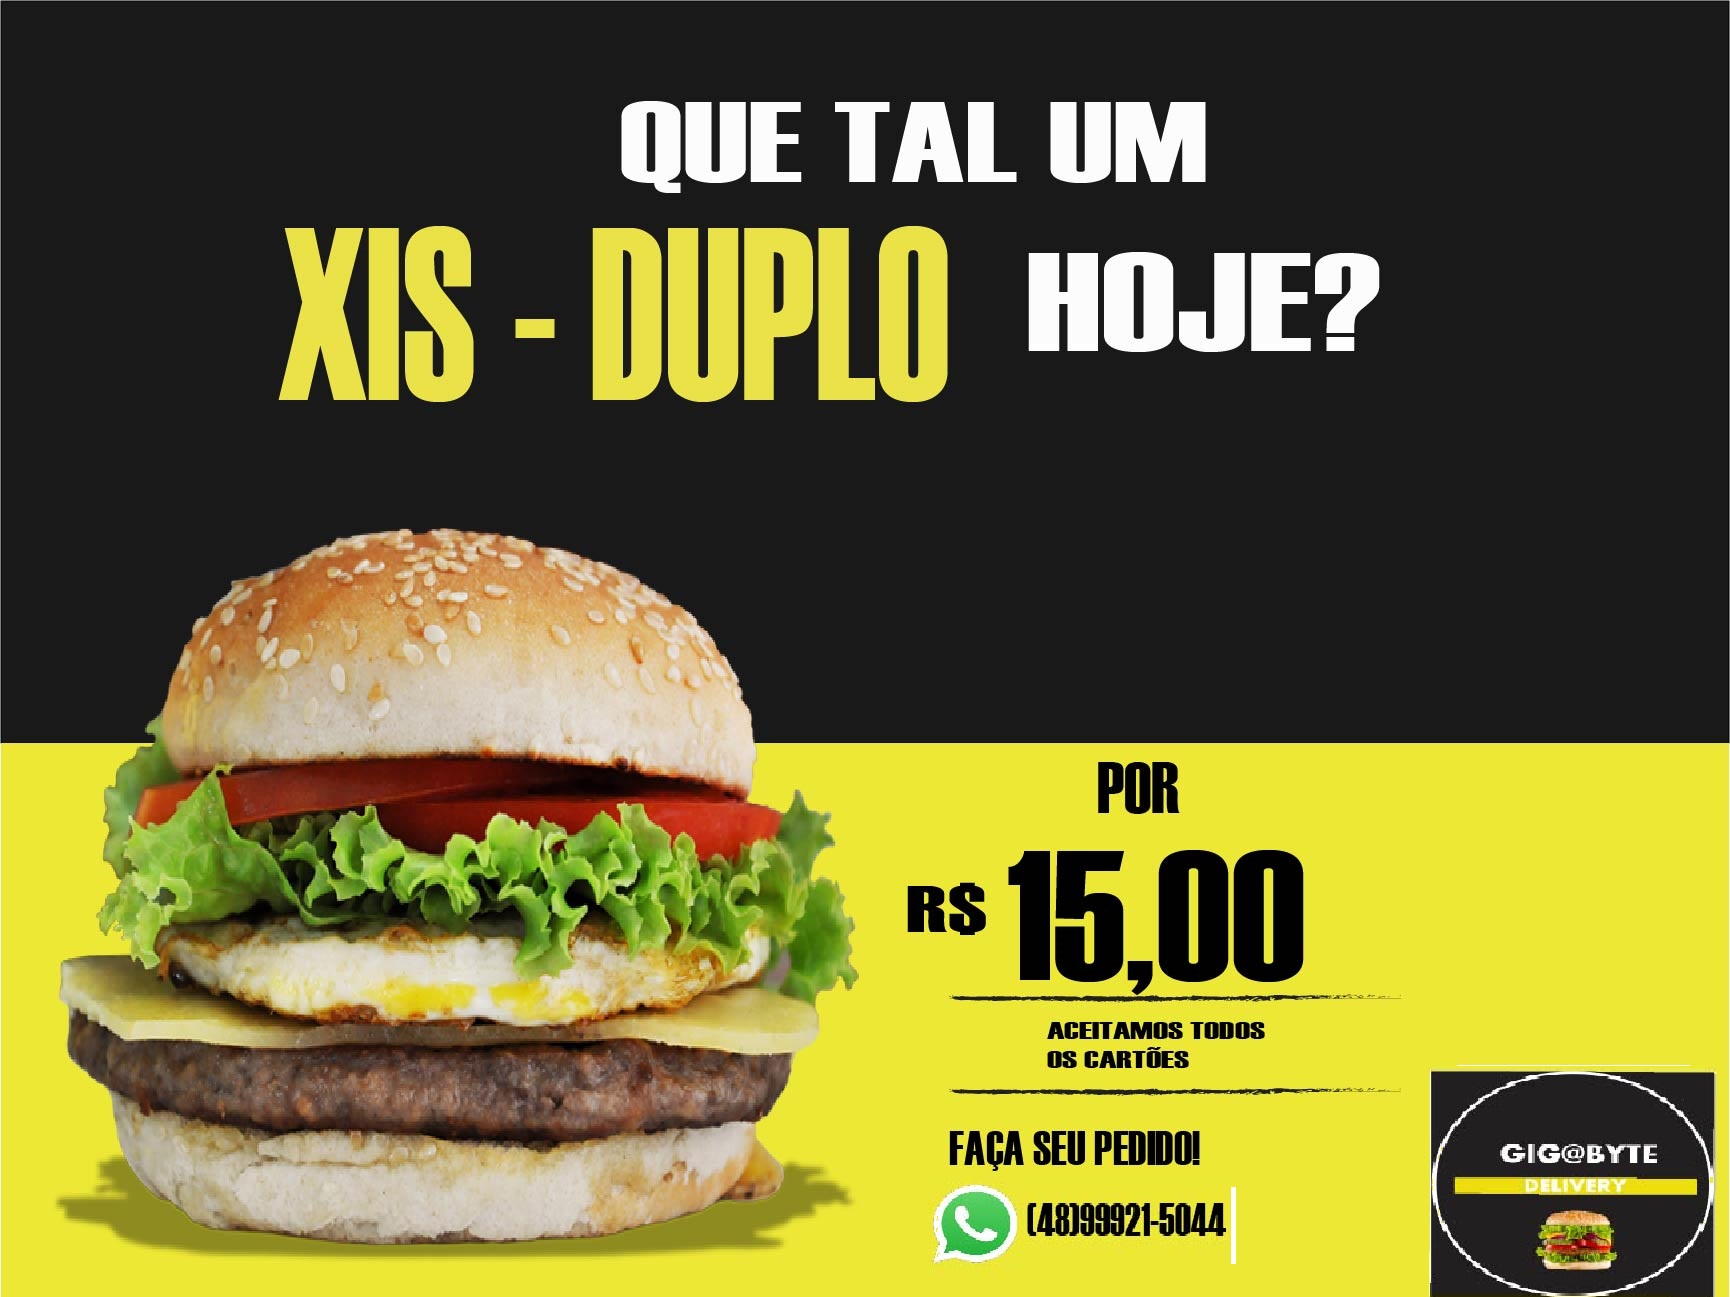 QUE TAL UM
XIS - DUPLO HOJE?
POR
R$ 15,00
ACEITAMOS TODOS
OS CARTÕES
FAÇA SEU PEDIDO!
(48)99921-5044
GIG@BYTE
DELIVERY